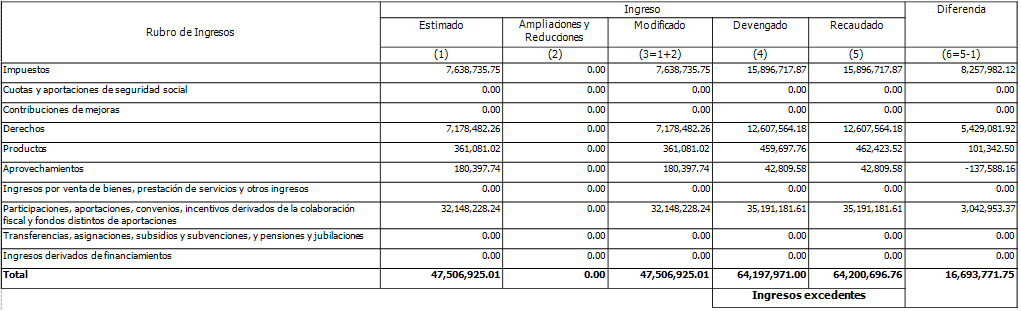 Rubro de Ingresos Ingreso Diferencia
Estimado Ampliaciones y Reducciones Modificado Devengado Recaudado
(1) (2) (3=1+2) (4) (5) (6=5-1)
Impuestos 7,638,735.75 0.00 7,638,735.75 15,896,717.87 15,896,717.87 8,257,982.12
Cuotas y aportaciones de seguridad social 0.00 0.00 0.00 0.00 0.00 0.00
Contribuciones de mejoras 0.00 0.00 0.00 0.00 0.00 0.00
Derechos 7,178,482.26 0.00 7,178,482.26 12,607,564.18 12,607,564.18 5,429,081.92
Productos 361,081.02 0.00 361,081.02 459,697.76 462,423.52 101,342.50
Aprovechamientos 180,397.74 0.00 180,397.74 42,809.58 42,809.58 -137,588.16
Ingresos por venta de bienes, prestación de servicios y otros ingresos 0.00 0.00 0.00 0.00 0.00 0.00
Participaciones, aportaciones, convenios, incentivos derivados de la colaboración
fiscal y fondos distintos de aportaciones 32,148,228.24 0.00 32,148,228.24 35,191,181.61 35,191,181.61 3,042,953.37
Transferencias, asignaciones, subsidios y subvenciones, y pensiones y jubilaciones 0.00 0.00 0.00 0.00 0.00 0.00
Ingresos derivados de financiamientos 0.00 0.00 0.00 0.00 0.00 0.00
Total 47,506,925.01 0.00 47,506,925.01 64,197,971.00 64,200,696.76 16,693,771.75
Ingresos excedentes